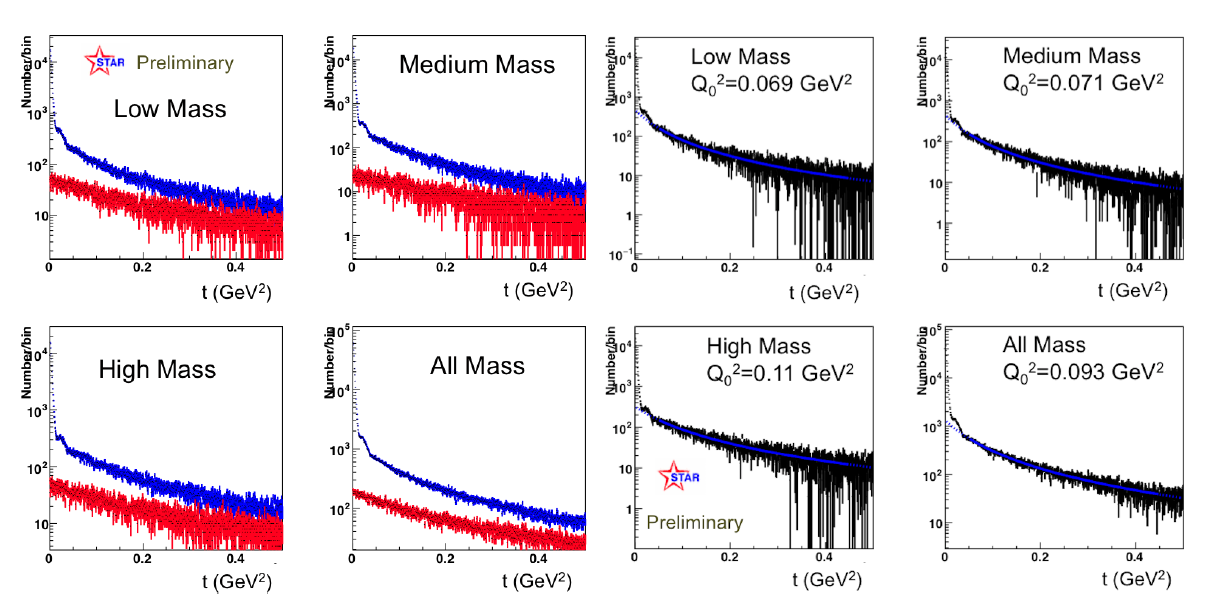 Number/bin
10⁴
10³
10²
10
STAR Preliminary
Low Mass
0 0.2 0.4
t (GeV²)
Number/bin
10⁴
10³
10²
10
1
Medium Mass
0 0.2 0.4
t (GeV²)
Number/bin
10⁴
10³
10²
10
1
10⁻¹
Low Mass
Q₀²=0.069 GeV²
0 0.2 0.4
t (GeV²)
Number/bin
10⁴
10³
10²
10
1
Medium Mass
Q₀²=0.071 GeV²
0 0.2 0.4
t (GeV²)
Number/bin
10⁴
10³
10²
10
High Mass
0 0.2 0.4
t (GeV²)
10⁵
Number/bin
10⁴
10³
10²
All Mass
0 0.2 0.4
t (GeV²)
Number/bin
10⁴
10³
10²
10
1
High Mass
Q₀²=0.11 GeV²
STAR
Preliminary
0 0.2 0.4
t (GeV²)
10⁵
Number/bin
10⁴
10³
10²
10
All Mass
Q₀²=0.093 GeV²
0 0.2 0.4
t (GeV²)